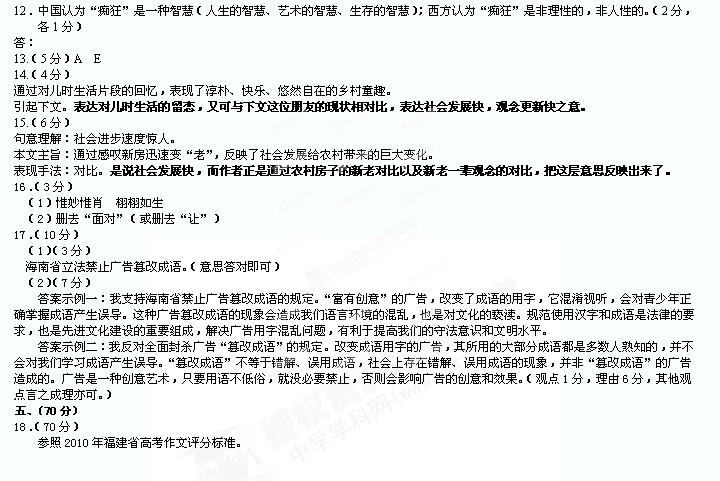 12．中国认为“痴狂”是一种智慧（人生的智慧、艺术的智慧、生存的智慧）；西方认为“痴狂”是非理性的，非人性的。（2分，
各1分）
答：
13.（5分）A E
14.（4分）
通过对儿时生活片段的回忆，表现了淳朴、快乐、悠然自在的乡村童趣。
引起下文。表达对儿时生活的留恋，又可与下文这位朋友的现状相对比，表达社会发展快，观念更新快之意。
15.（6分）
句意理解：社会进步速度惊人。
本文主旨：通过感叹新房迅速变“老”，反映了社会发展给农村带来的巨大变化。
表现手法：对比。是说社会发展快，而作者正是通过农村房子的新老对比以及新老一辈观念的对比，把这层意思反映出来了。
16.（3分）
（1）惟妙惟肖 栩栩如生
（2）删去“面对”（或删去“让”）
17.（10分）
（1）（3分）
海南省立法禁止广告篡改成语。（意思答对即可）
（2）（7分）
答案示例一：我支持海南省禁止广告篡改成语的规定。“富有创意”的广告，改变了成语的用字，它混淆视听，会对青少年正
确掌握成语产生误导。这种广告篡改成语的现象会造成我们语言环境的混乱，也是对文化的亵渎。规范使用汉字和成语是法律的要
求，也是先进文化建设的重要组成，解决广告用字混乱问题，有利于提高我们的守法意识和文明水平。
答案示例二：我反对全面封杀广告“篡改成语”的规定。改变成语用字的广告，其所用的大部分成语都是多数人熟知的，并不
会对我们学习成语产生误导。“篡改成语”不等于错解、误用成语，社会上存在错解、误用成语的现象，并非“篡改成语”的广告
造成的。广告是一种创意艺术，只要用语不低俗，就没必要禁止，否则会影响广告的创意和效果。（观点1分，理由6分，其他观
点言之成理亦可。）
五、（70分）
18.（70分）
参照2010年福建省高考作文评分标准。